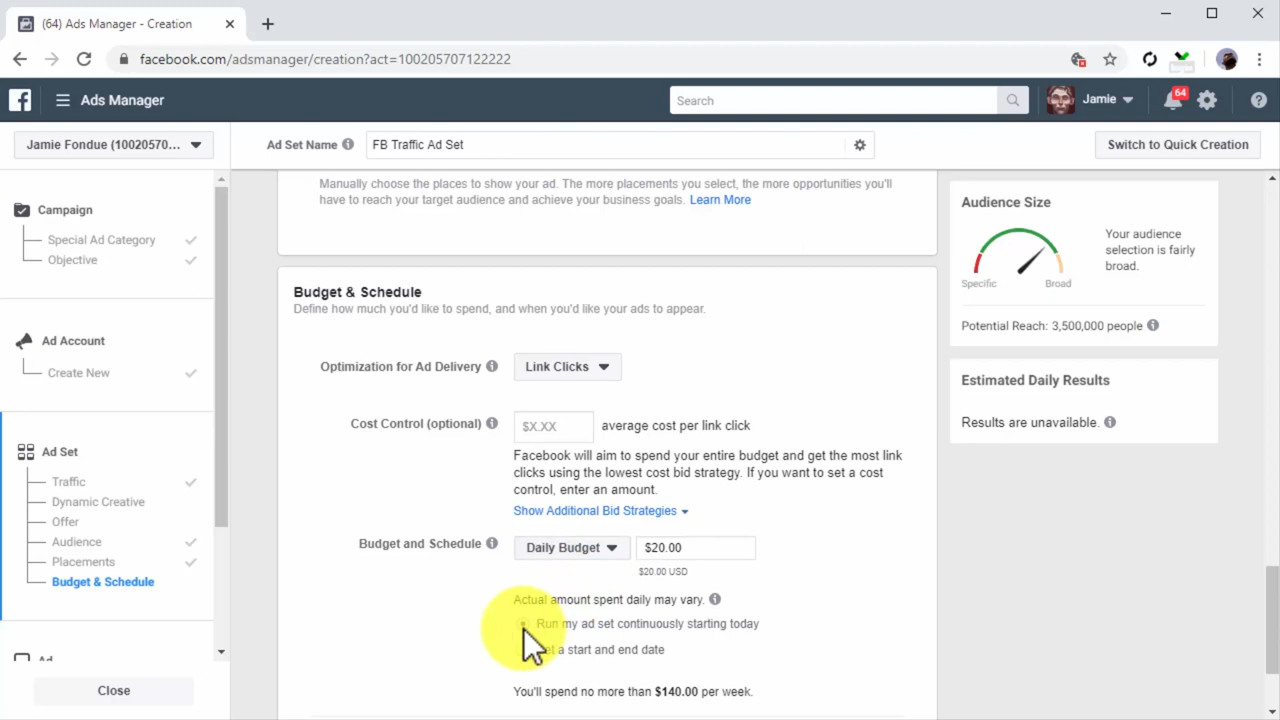 (64) Ads Manager - Creation
facebook.com/adsmanager/creation?act=100205707122222
Ads Manager
Search
Jamie
64
Jamie Fondue (10020570...
Ad Set Name
FB Traffic Ad Set
Switch to Quick Creation
Campaign
Special Ad Category
Objective
Ad Account
Create New
Ad Set
Traffic
Dynamic Creative
Offer
Audience
Placements
Budget & Schedule
Ad
Close
Manually choose the places to show your ad. The more placements you select, the more opportunities you'll
have to reach your target audience and achieve your business goals. Learn More
Budget & Schedule
Define how much you'd like to spend, and when you'd like your ads to appear.
Optimization for Ad Delivery
Link Clicks
Cost Control (optional)
$X.XX
average cost per link click
Facebook will aim to spend your entire budget and get the most link
clicks using the lowest cost bid strategy. If you want to set a cost
control, enter an amount.
Show Additional Bid Strategies
Budget and Schedule
Daily Budget
$20.00
$20.00 USD
Actual amount spent daily may vary.
Run my ad set continuously starting today
a start and end date
You'll spend no more than $140.00 per week.
Audience Size
Your audience
selection is fairly
broad.
Specific
Broad
Potential Reach: 3,500,000 people
Estimated Daily Results
Results are unavailable.